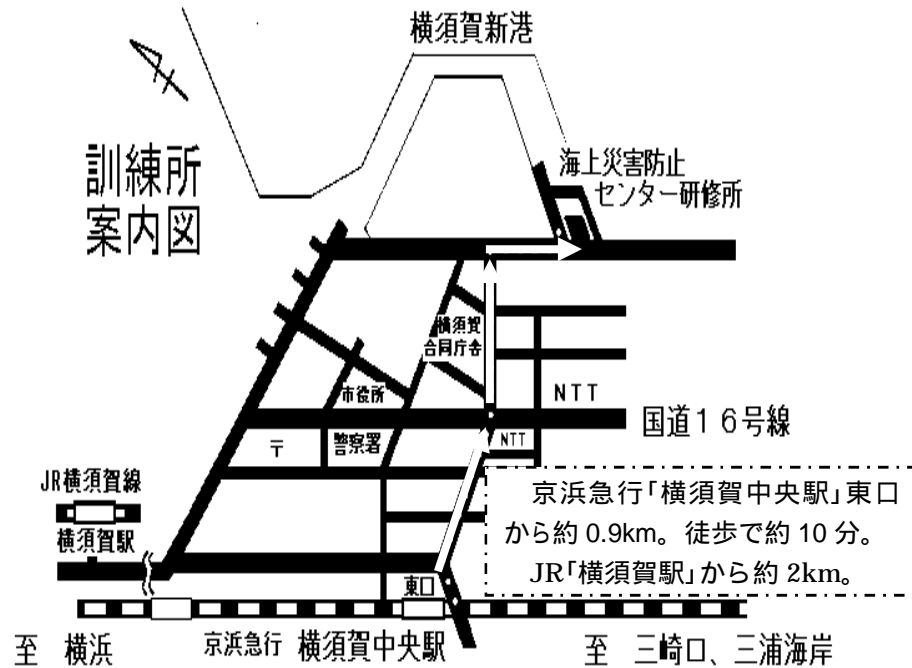 横須賀新港
訓練所
案内図
海上災害防止
センター研修所
横須賀
合同庁舎
市役所
NTT
国道16号線
〒
警察署
NTT
JR横須賀線
横須賀駅
京浜急行「横須賀中央駅」東口
から約0.9km。徒歩で約10分。
JR「横須賀駅」から約2km。
東口
至 横浜
京浜急行 横須賀中央駅
至 三崎口、三浦海岸